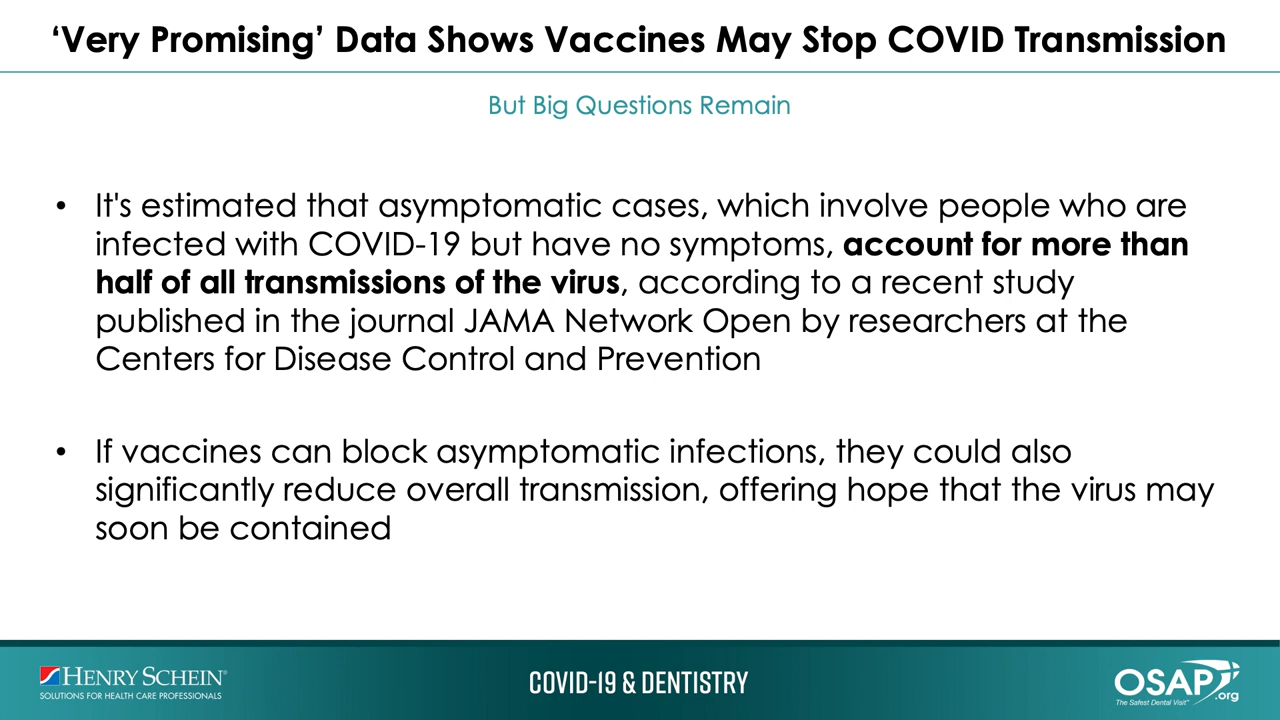 ‘Very Promising’ Data Shows Vaccines May Stop COVID Transmission
But Big Questions Remain
• It's estimated that asymptomatic cases, which involve people who are
infected with COVID-19 but have no symptoms, account for more than
half of all transmissions of the virus, according to a recent study
published in the journal JAMA Network Open by researchers at the
Centers for Disease Control and Prevention
• If vaccines can block asymptomatic infections, they could also
significantly reduce overall transmission, offering hope that the virus may
soon be contained
HENRY SCHEIN®
SOLUTIONS FOR HEALTH CARE PROFESSIONALS
COVID-19 & DENTISTRY
OSAP.org
The Safest Dental Visit™